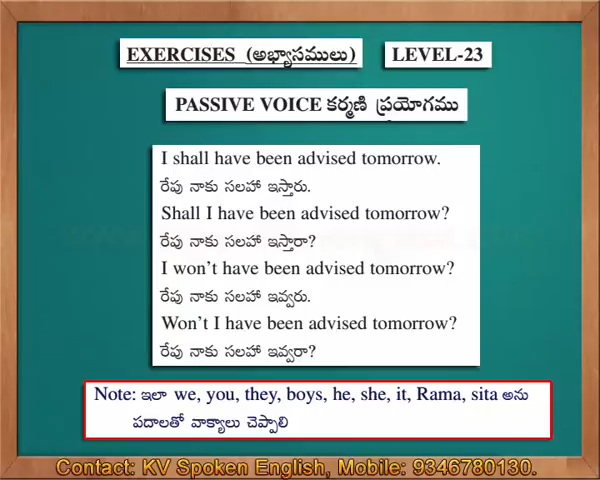 EXERCISES (అభ్యాసములు) LEVEL-23
PASSIVE VOICE కర్మణి ప్రయోగము
I shall have been advised tomorrow.
రేపు నాకు సలహా ఇస్తారు.
Shall I have been advised tomorrow?
రేపు నాకు సలహా ఇస్తారా?
I won't have been advised tomorrow?
రేపు నాకు సలహా ఇవ్వరు.
Won't I have been advised tomorrow?
రేపు నాకు సలహా ఇవ్వరా?
Note: ఇలా we, you, they, boys, he, she, it, Rama, sita అను
పదాలతో వాక్యాలు చెప్పాలి
Contact: KV Spoken English, Mobile: 9346780130.